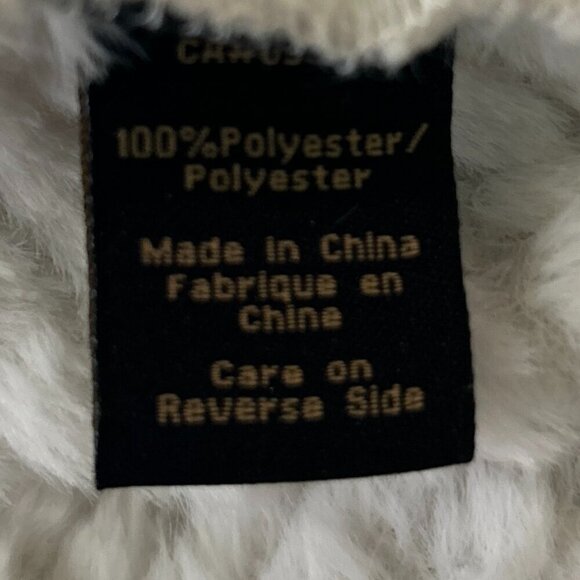 100%Polyester/
Polyester
Made in China
Fabrique en
Chine
Care on
Reverse Side